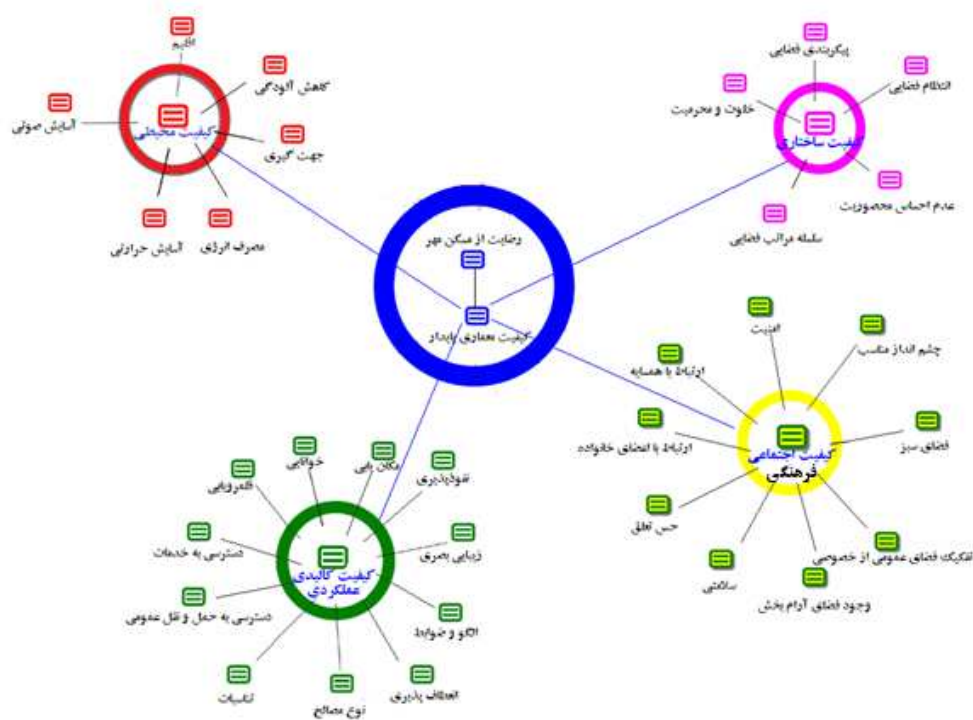 اقلیم
کاهش آلودگی
آسایش صوتی
کیفیت محیطی
جهت گیری
آسایش حرارتی
مصرف انرژی
پیکربندی فضایی
انتظام فضایی
خلوت و محرمیت
کیفیت ساختاری
عدم احساس محصوریت
سلسله مراتب فضایی
رضایت از مسکن مهر
کیفیت معماری پایدار
امنیت
چشم انداز مناسب
ارتباط با همسایه
فضای سبز
ارتباط با اعضای خانواده
کیفیت اجتماعی
فرهنگی
حس تعلق
تفکیک فضای عمومی از خصوصی
سلامتی
وجود فضای آرام بخش
خوانایی
مکان یابی
نفوذپذیری
قلمرویابی
زیبایی بصری
دسترسی به خدمات
کیفیت کالبدی
عملکردی
دسترسی به حمل و نقل عمومی
الگو و ضوابط
تناسبات
نوع مصالح
انعطاف پذیری